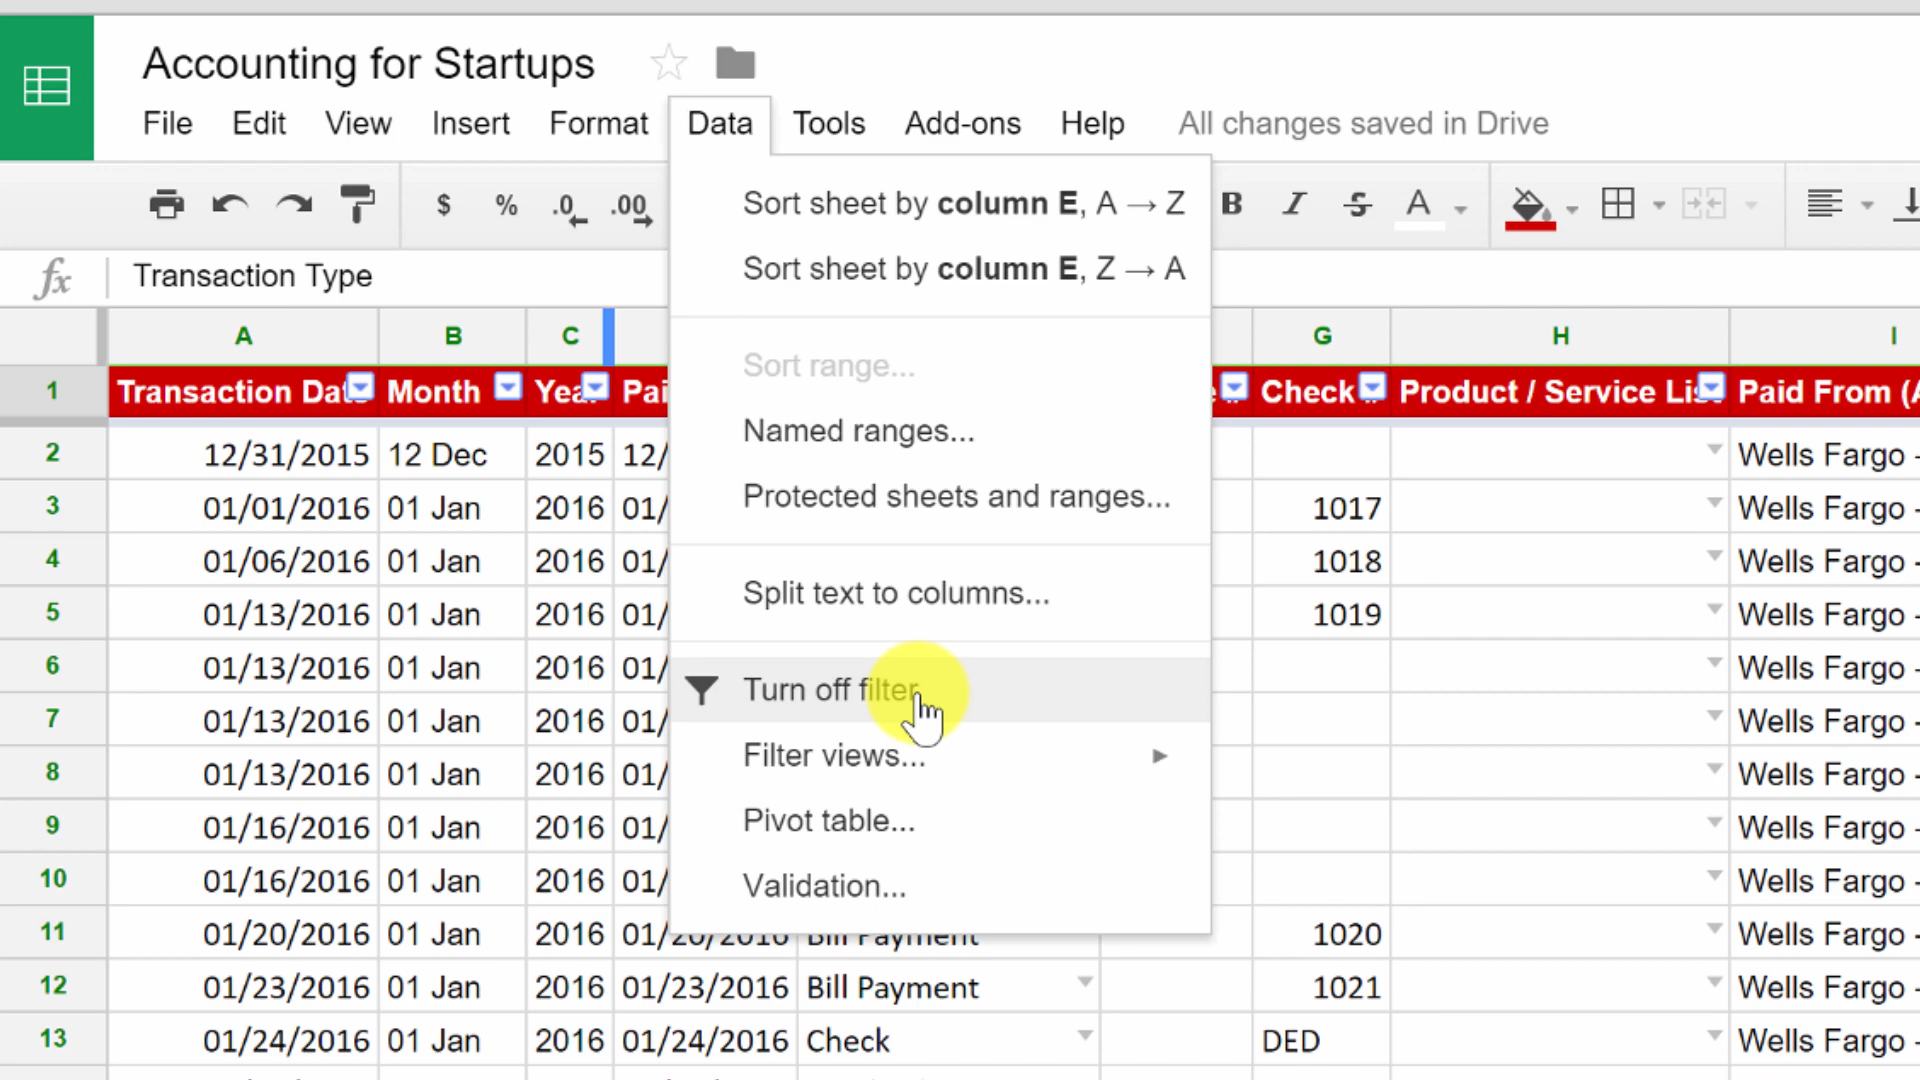 Accounting for Startups
File Edit View Insert Format Data Tools Add-ons Help All changes saved in Drive
$ % .0 .00 B I S A
Sort sheet by column E, A → Z
Sort sheet by column E, Z → A
Sort range...
Named ranges...
Protected sheets and ranges...
Split text to columns...
Turn off filter
Filter views...
Pivot table...
Validation...
fx Transaction Type
A B C G H I
1 Transaction Dat Month Yea Pai Check Product / Service Lis Paid From (
2 12/31/2015 12 Dec 2015 12/ Wells Fargo -
3 01/01/2016 01 Jan 2016 01/ 1017 Wells Fargo -
4 01/06/2016 01 Jan 2016 01/ 1018 Wells Fargo -
5 01/13/2016 01 Jan 2016 01/ 1019 Wells Fargo -
6 01/13/2016 01 Jan 2016 01/ Wells Fargo -
7 01/13/2016 01 Jan 2016 01/ Wells Fargo -
8 01/13/2016 01 Jan 2016 01/ Wells Fargo -
9 01/16/2016 01 Jan 2016 01/ Wells Fargo -
10 01/16/2016 01 Jan 2016 01/ Wells Fargo -
11 01/20/2016 01 Jan 2016 01/20/2016 Bill Payment 1020 Wells Fargo -
12 01/23/2016 01 Jan 2016 01/23/2016 Bill Payment 1021 Wells Fargo -
13 01/24/2016 01 Jan 2016 01/24/2016 Check DED Wells Fargo -